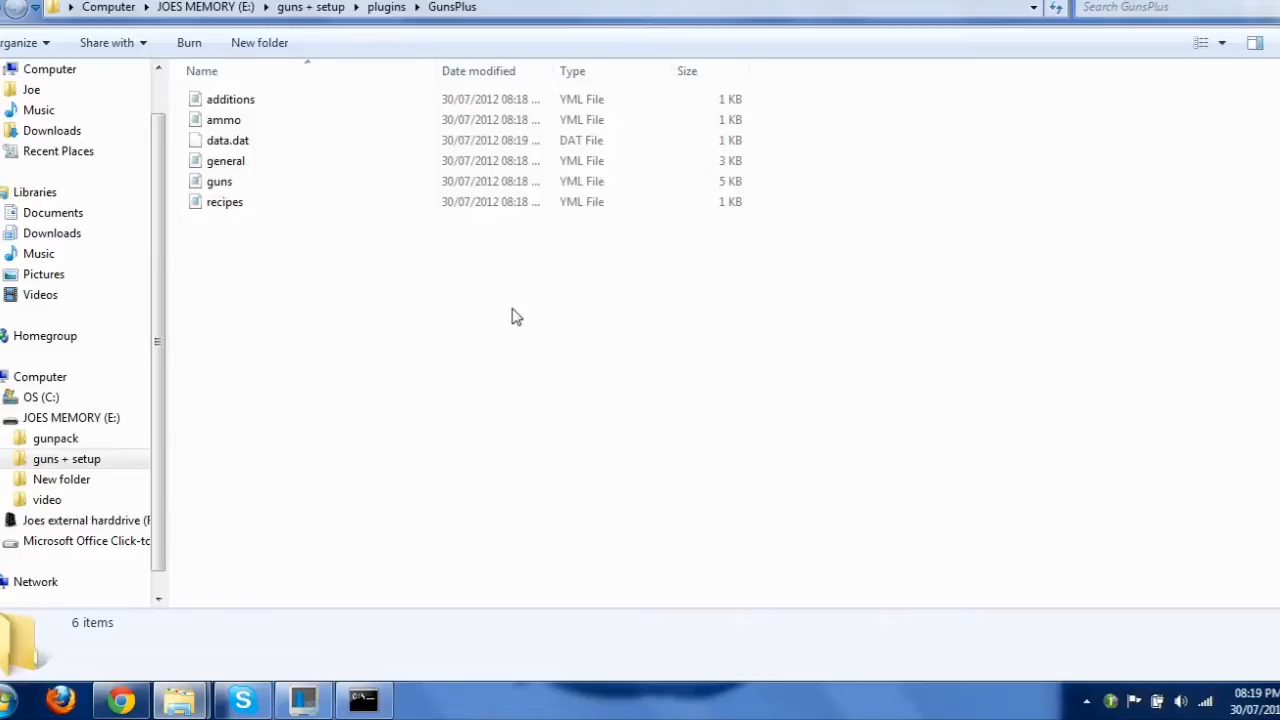 Computer ▸ JOES MEMORY (E:) ▸ guns + setup ▸ plugins ▸ GunsPlus
Search GunsPlus
rganize
Share with
Burn
New folder
Name
Date modified
Type
Size
additions 30/07/2012 08:18 ... YML File 1 KB
ammo 30/07/2012 08:18 ... YML File 1 KB
data.dat 30/07/2012 08:19 ... DAT File 1 KB
general 30/07/2012 08:18 ... YML File 3 KB
guns 30/07/2012 08:18 ... YML File 5 KB
recipes 30/07/2012 08:18 ... YML File 1 KB
Computer
Joe
Music
Downloads
Recent Places
Libraries
Documents
Downloads
Music
Pictures
Videos
Homegroup
Computer
OS (C:)
JOES MEMORY (E:)
gunpack
guns + setup
New folder
video
Joes external harddrive (F
Microsoft Office Click-to
Network
6 items
08:19 PM
30/07/201